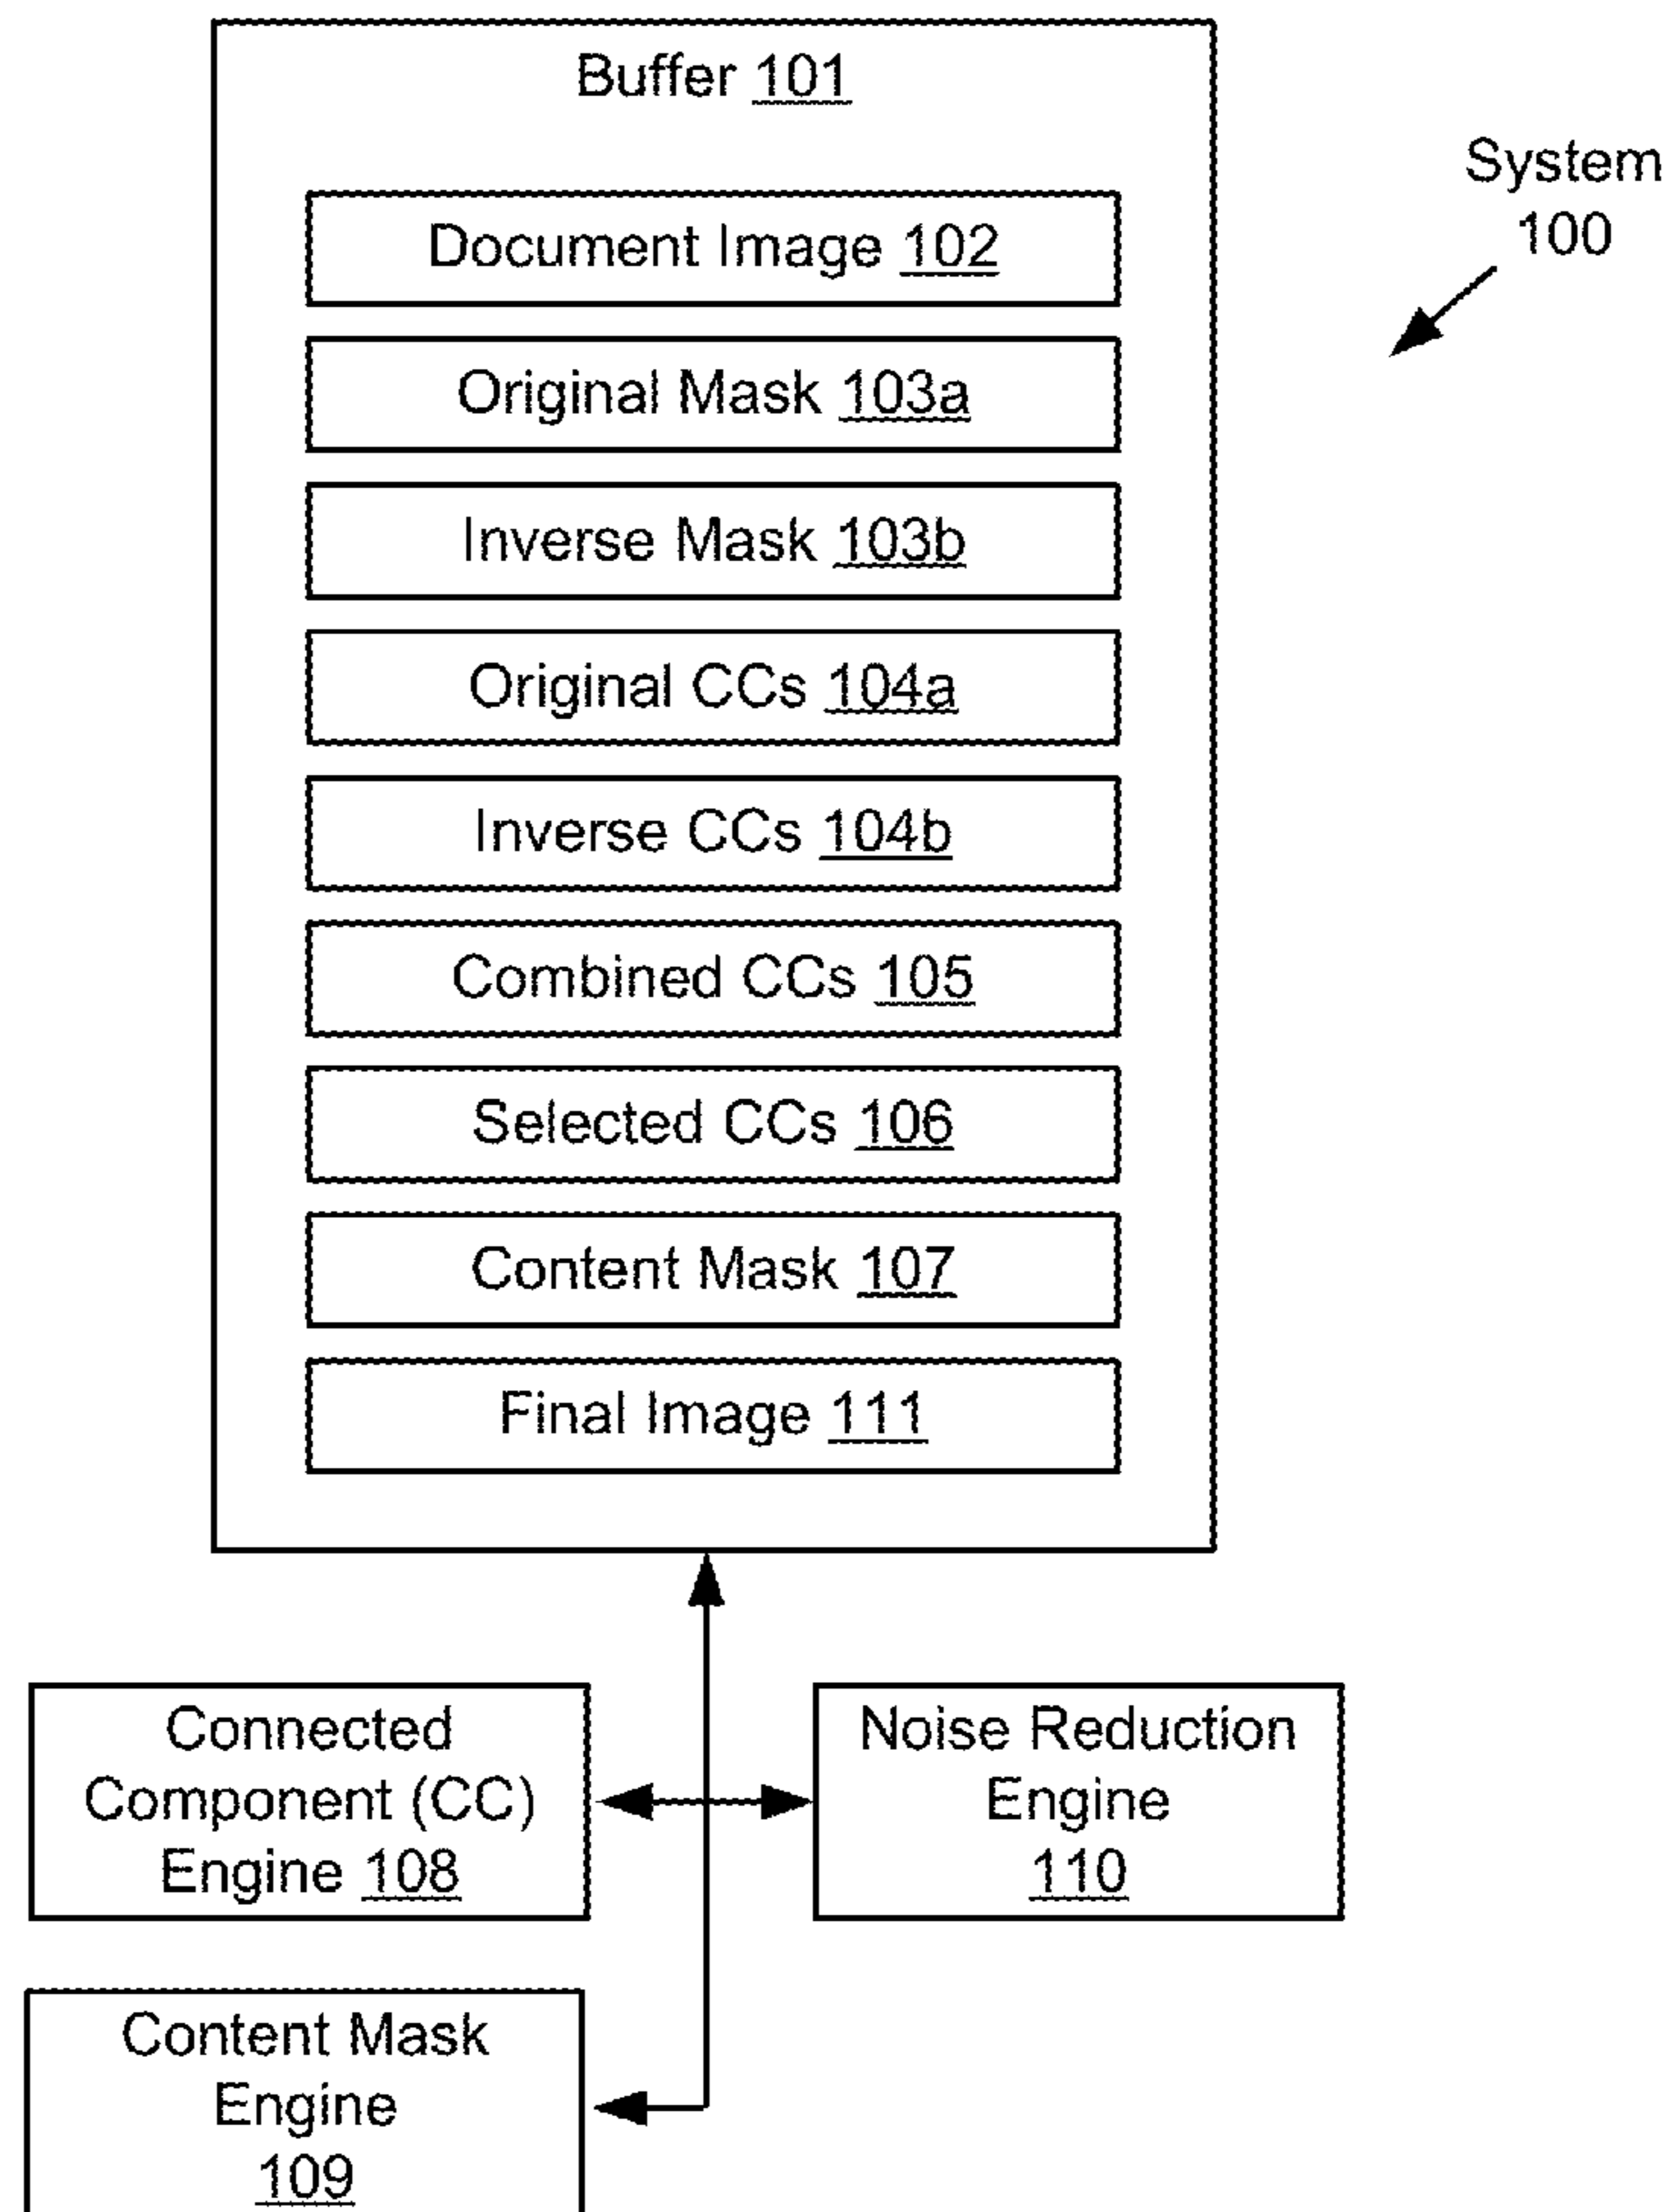 Buffer 101
System
100
Document Image 102
Original Mask 103a
Inverse Mask 103b
Original CCs 104a
Inverse CCs 104b
Combined CCs 105
Selected CCs 106
Content Mask 107
Final Image 111
Connected
Component (CC)
Engine 108
Noise Reduction
Engine
110
Content Mask
Engine
109